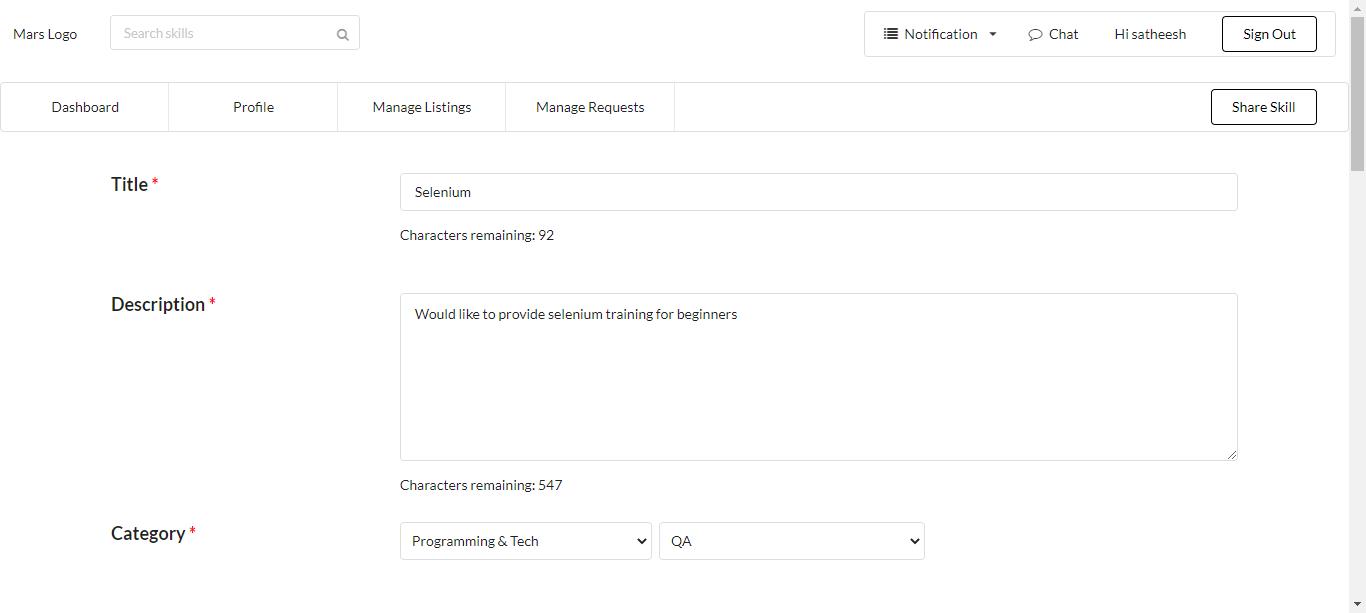 Mars Logo Search skills Notification Chat Hi satheesh Sign Out
Dashboard Profile Manage Listings Manage Requests Share Skill
Title * Selenium
Characters remaining: 92
Description * Would like to provide selenium training for beginners
Characters remaining: 547
Category * Programming & Tech QA